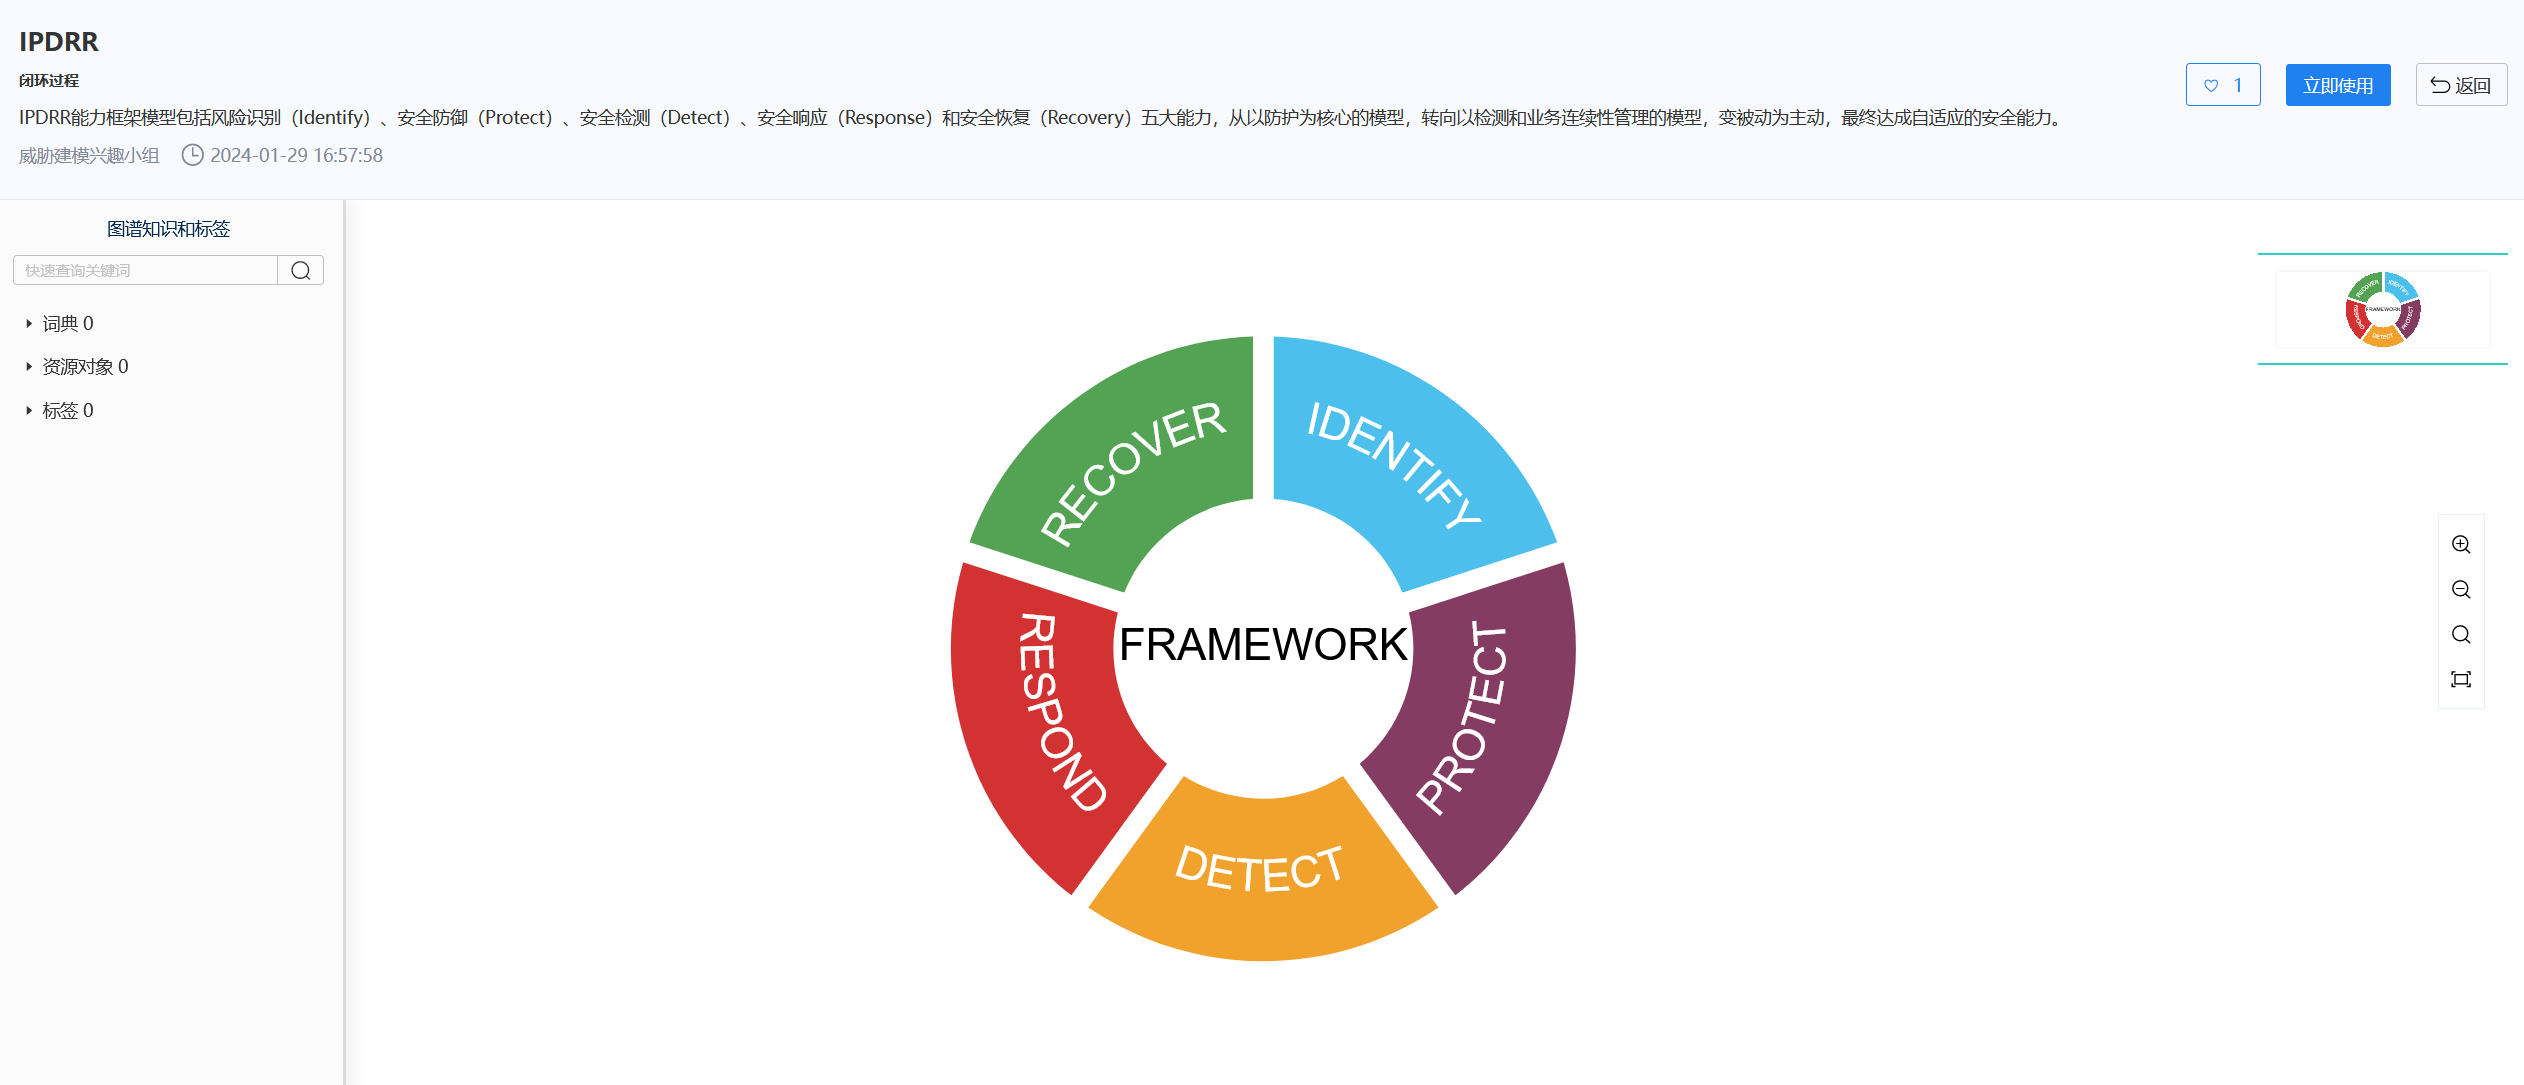 IPDRR
闭环过程
IPDRR能力框架模型包括风险识别（Identify）、安全防御（Protect）、安全检测（Detect）、安全响应（Response）和安全恢复（Recovery）五大能力，从以防护为核心的模型，转向以检测和业务连续性管理的模型，变被动为主动，最终达成自适应的安全能力。
威胁建模兴趣小组 2024-01-29 16:57:58
1
立即使用
返回
图谱知识和标签
快速查询关键词
词典 0
资源对象 0
标签 0
RECOVER
IDENTIFY
RESPOND
FRAMEWORK
PROTECT
DETECT
RECOVER
IDENTIFY
RESPOND
FRAMEWORK
PROTECT
DETECT